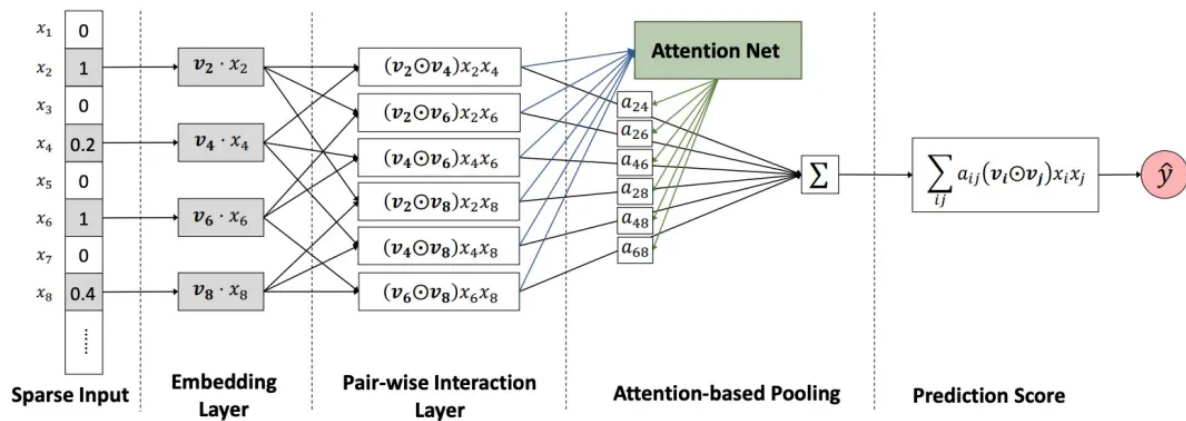 x₁ 0
x₂ 1
x₃ 0
x₄ 0.2
x₅ 0
x₆ 1
x₇ 0
x₈ 0.4
......
Sparse Input
v₂ · x₂
v₄ · x₄
v₆ · x₆
v₈ · x₈
Embedding
Layer
(v₂⊙v₄)x₂x₄
(v₂⊙v₆)x₂x₆
(v₄⊙v₆)x₄x₆
(v₂⊙v₈)x₂x₈
(v₄⊙v₈)x₄x₈
(v₆⊙v₈)x₆x₈
Pair-wise Interaction
Layer
Attention Net
a₂₄
a₂₆
a₄₆
a₂₈
a₄₈
a₆₈
∑
Attention-based Pooling
∑ᵢⱼ aᵢⱼ(vᵢ⊙vⱼ)xᵢxⱼ
Prediction Score
ŷ